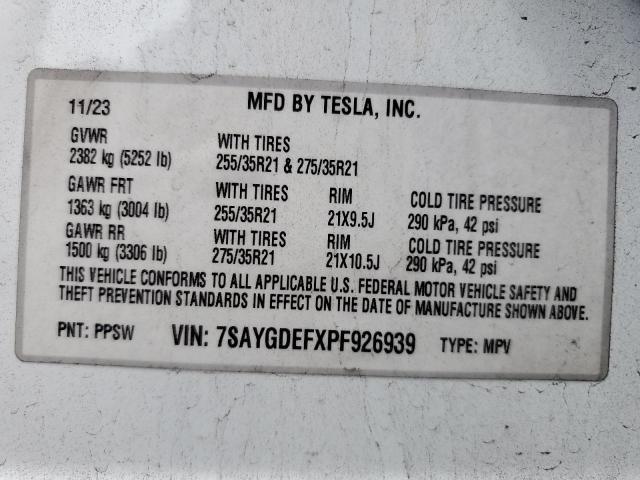 11/23 MFD BY TESLA, INC.
GVWR WITH TIRES
2382 kg (5252 lb) 255/35R21 & 275/35R21
GAWR FRT WITH TIRES RIM COLD TIRE PRESSURE
1363 kg (3004 lb) 255/35R21 21X9.5J 290 kPa, 42 psi
GAWR RR WITH TIRES RIM COLD TIRE PRESSURE
1500 kg (3306 lb) 275/35R21 21X10.5J 290 kPa, 42 psi
THIS VEHICLE CONFORMS TO ALL APPLICABLE U.S. FEDERAL MOTOR VEHICLE SAFETY AND
THEFT PREVENTION STANDARDS IN EFFECT ON THE DATE OF MANUFACTURE SHOWN ABOVE.
PNT: PPSW VIN: 7SAYGDEFXPF926939 TYPE: MPV